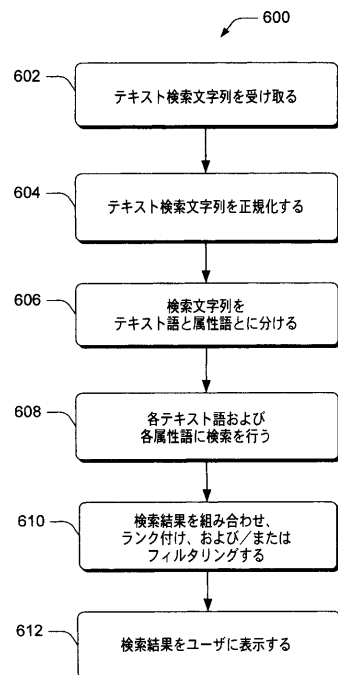 600
602
テキスト検索文字列を受け取る
604
テキスト検索文字列を正規化する
606
検索文字列を
テキスト語と属性語とに分ける
608
各テキスト語および
各属性語に検索を行う
610
検索結果を組み合わせ、
ランク付け、および／または
フィルタリングする
612
検索結果をユーザに表示する